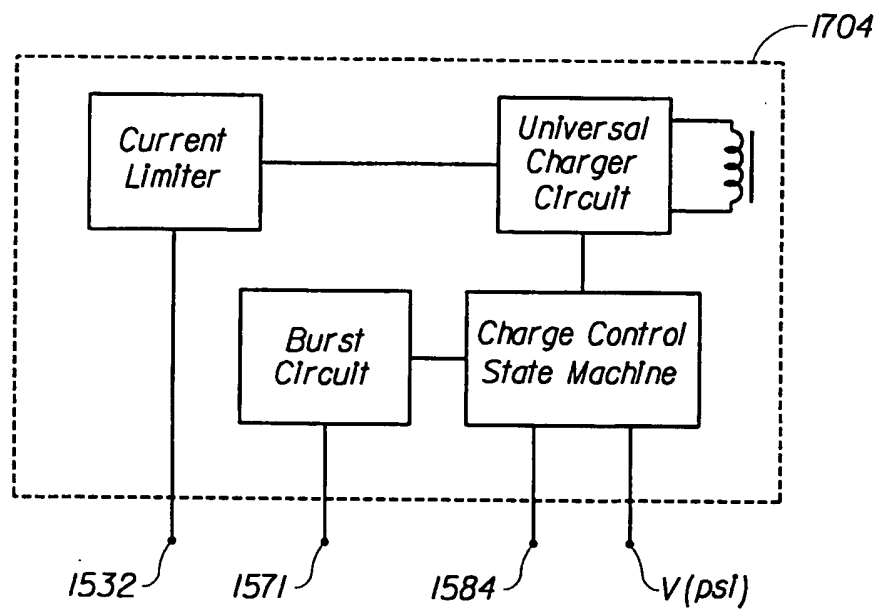 1704
Current
Limiter
Universal
Charger
Circuit
Burst
Circuit
Charge Control
State Machine
1532
1571
1584
V(psi)